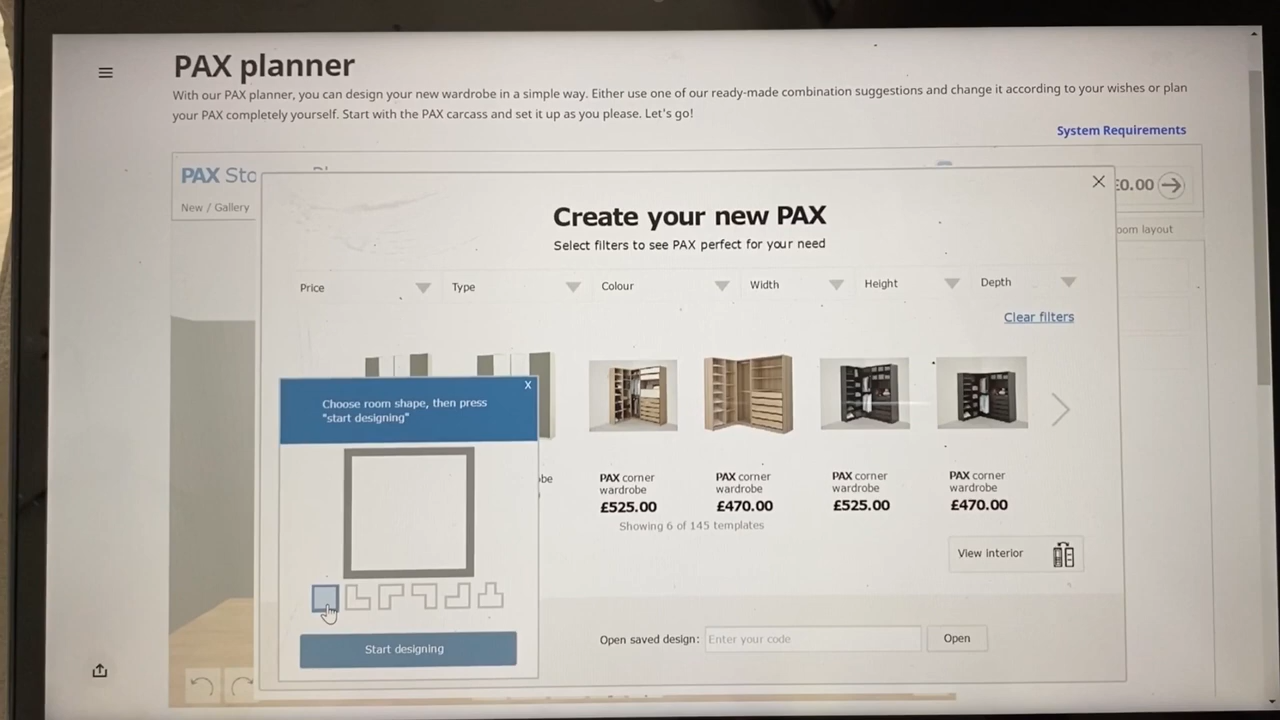 PAX planner
With our PAX planner, you can design your new wardrobe in a simple way. Either use one of our ready-made combination suggestions and change it according to your wishes or plan
your PAX completely yourself. Start with the PAX carcass and set it up as you please. Let's go!
System Requirements
PAX Sto
£0.00
New / Gallery
oom layout
X
Create your new PAX
Select filters to see PAX perfect for your need
Price
Type
Colour
Width
Height
Depth
Clear filters
X
Choose room shape, then press
"start designing"
Start designing
be
PAX corner
wardrobe
£525.00
PAX corner
wardrobe
£470.00
PAX corner
wardrobe
£525.00
PAX corner
wardrobe
£470.00
Showing 6 of 145 templates
View interior
Open saved design:
Enter your code
Open